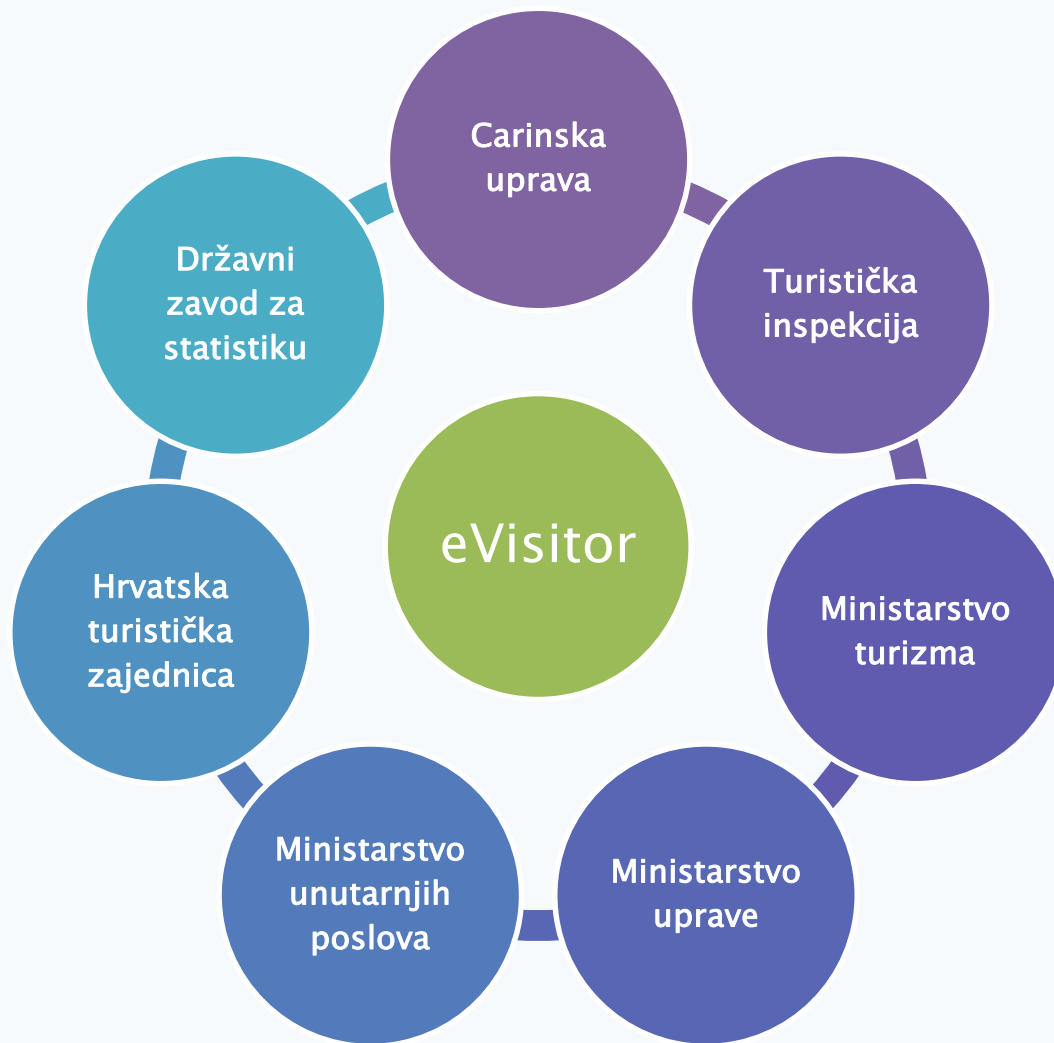 Carinska
uprava
Turistička
inspekcija
Ministarstvo
turizma
Ministarstvo
uprave
Ministarstvo
unutarnjih
poslova
Hrvatska
turistička
zajednica
Državni
zavod za
statistiku
eVisitor